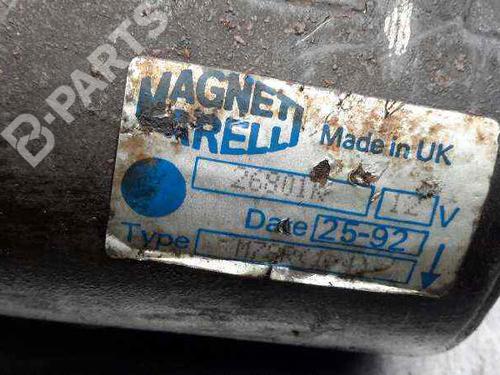 MAGNETI
MARELLI
Made in UK
12 V
Date 25-92
Type
B-PARTS